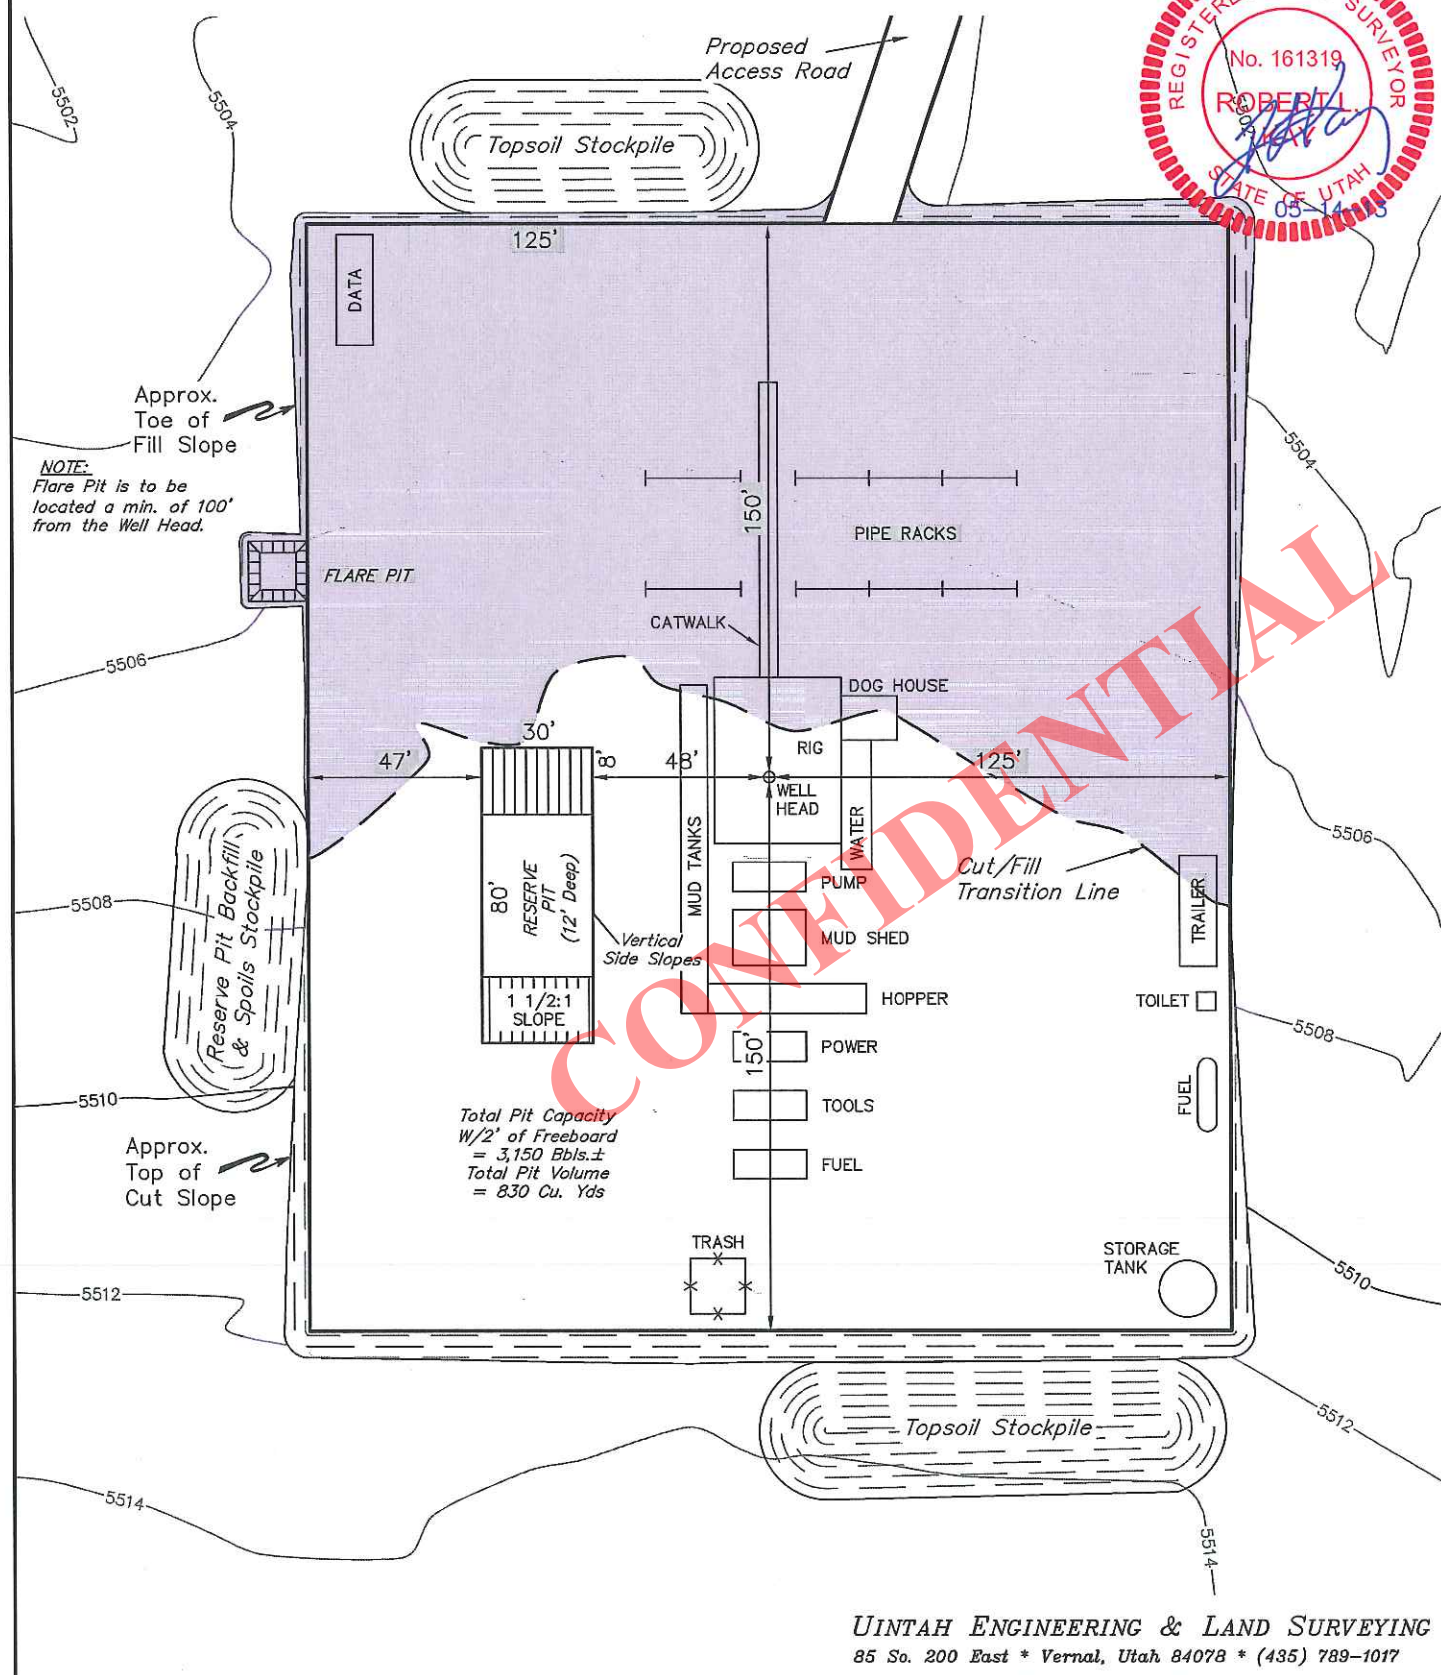 Proposed
Access Road
REGISTERED
SURVEYOR
No. 161319
ROBERT L.
KAY
STATE OF UTAH
05-14-13
5502
5504
5502
Topsoil Stockpile
125'
DATA
Approx.
Toe of
Fill Slope
NOTE:
Flare Pit is to be
located a min. of 100'
from the Well Head.
FLARE PIT
150'
PIPE RACKS
CATWALK
5504
5506
DOG HOUSE
RIG
30'
47'
8'
48'
125'
WELL
HEAD
WATER
MUD TANKS
Reserve Pit Backfill
& Spoils Stockpile
80'
RESERVE
PIT
(12' Deep)
Vertical
Side Slopes
1 1/2:1
SLOPE
PUMP
MUD SHED
HOPPER
Cut/Fill
Transition Line
TRAILER
TOILET
5506
5508
5508
5510
150'
POWER
TOOLS
FUEL
FUEL
Approx.
Top of
Cut Slope
Total Pit Capacity
W/2' of Freeboard
= 3,150 Bbls.±
Total Pit Volume
= 830 Cu. Yds
TRASH
STORAGE
TANK
5510
5512
5512
Topsoil Stockpile
5514
5514
CONFIDENTIAL
UINTAH ENGINEERING & LAND SURVEYING
85 So. 200 East * Vernal, Utah 84078 * (435) 789-1017